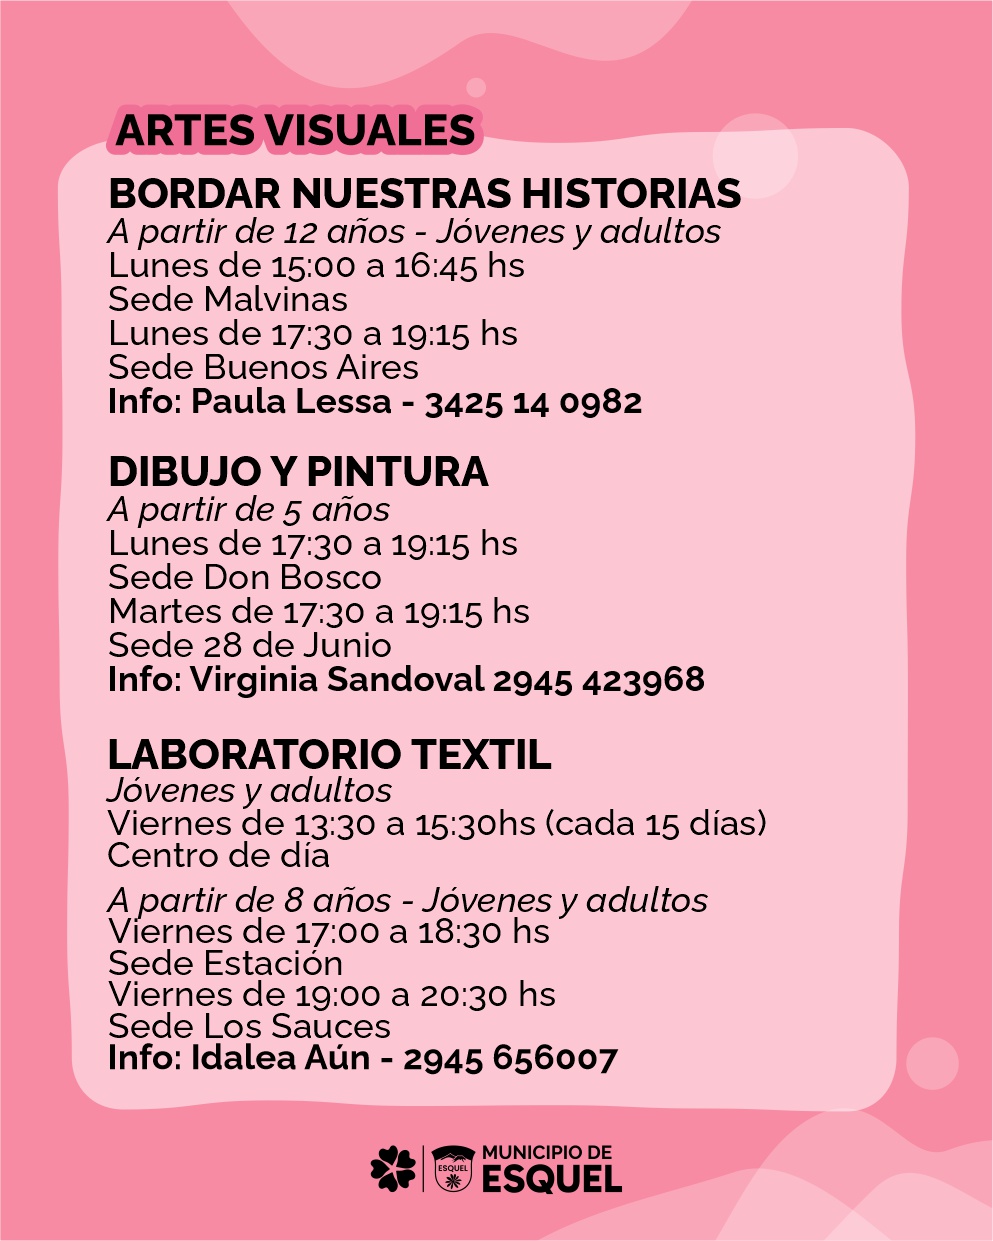 ARTES VISUALES
BORDAR NUESTRAS HISTORIAS
A partir de 12 años - Jóvenes y adultos
Lunes de 15:00 a 16:45 hs
Sede Malvinas
Lunes de 17:30 a 19:15 hs
Sede Buenos Aires
Info: Paula Lessa - 3425 14 0982
DIBUJO Y PINTURA
A partir de 5 años
Lunes de 17:30 a 19:15 hs
Sede Don Bosco
Martes de 17:30 a 19:15 hs
Sede 28 de Junio
Info: Virginia Sandoval 2945 423968
LABORATORIO TEXTIL
Jóvenes y adultos
Viernes de 13:30 a 15:30hs (cada 15 días)
Centro de día
A partir de 8 años - Jóvenes y adultos
Viernes de 17:00 a 18:30 hs
Sede Estación
Viernes de 19:00 a 20:30 hs
Sede Los Sauces
Info: Idalea Aún - 2945 656007
ESQUEL
MUNICIPIO DE
ESQUEL